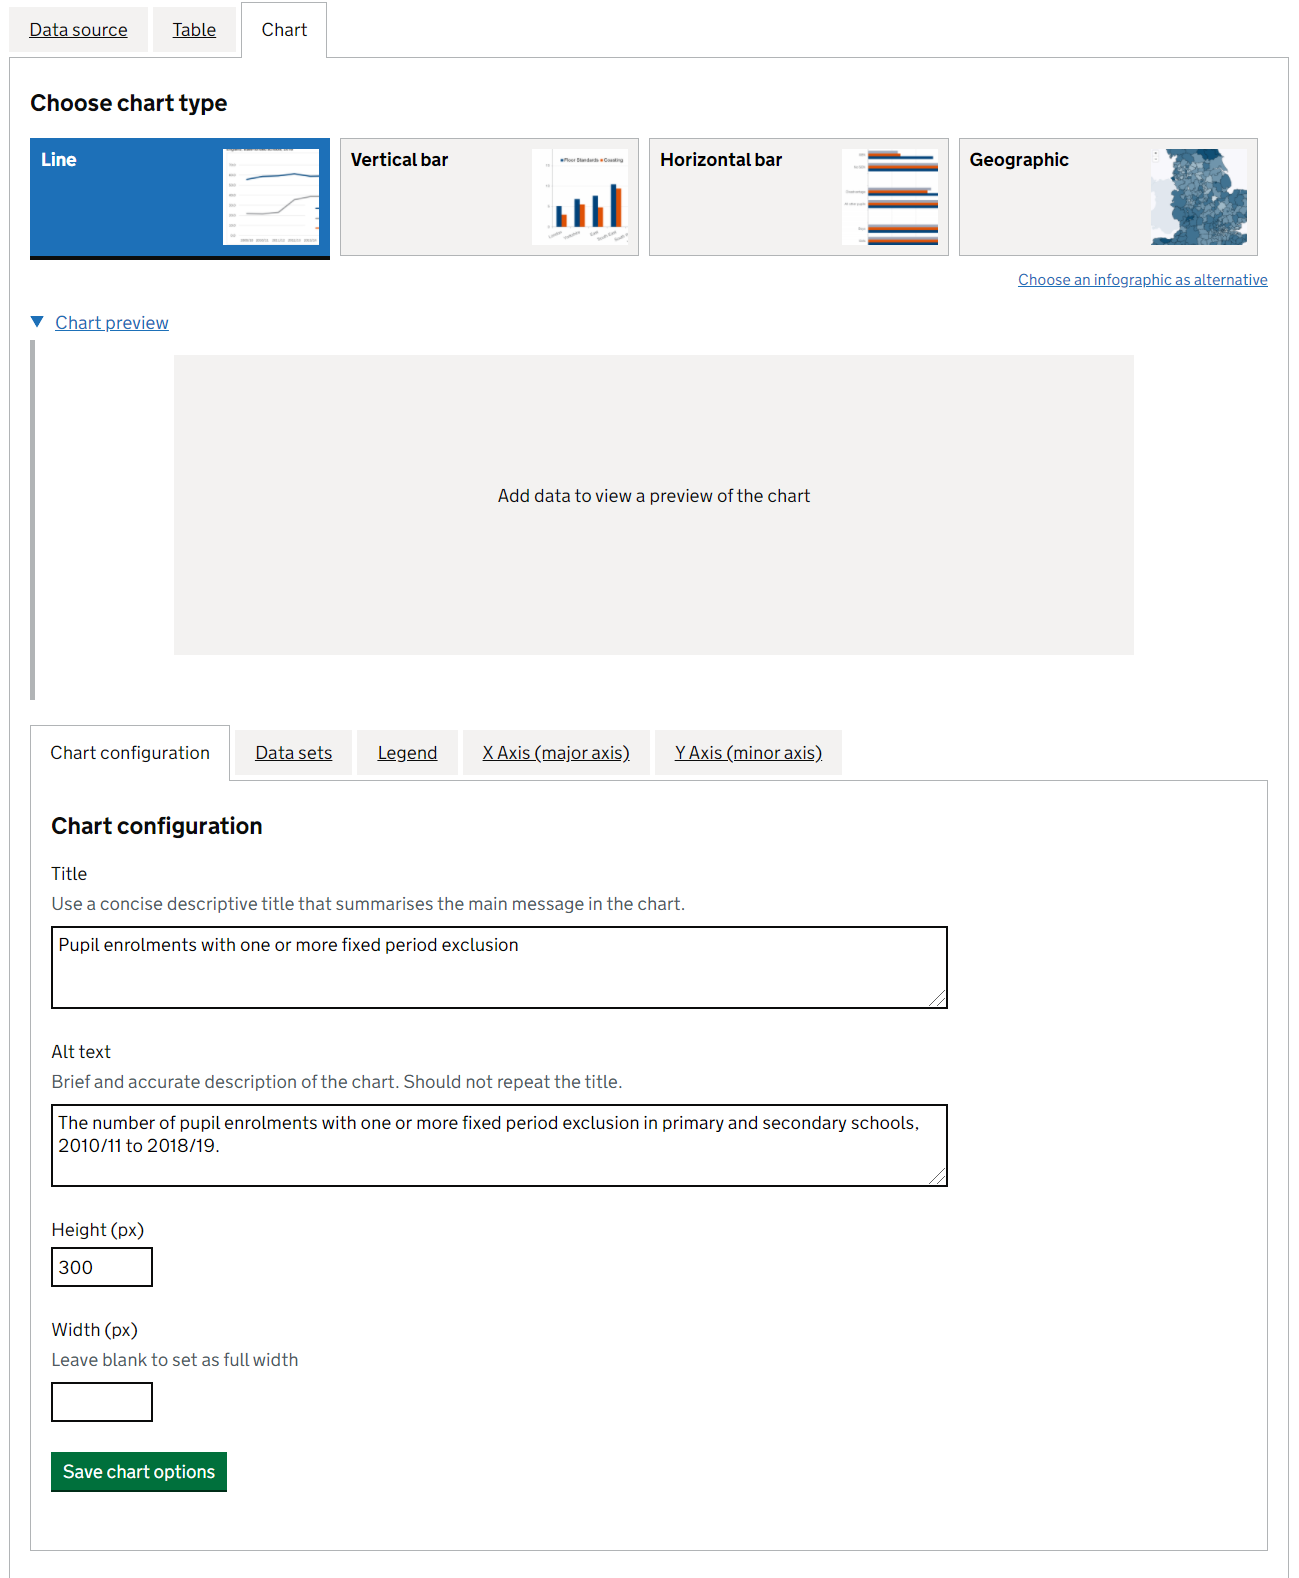 Data source
Table
Chart
Choose chart type
Line
Vertical bar
Floor Standards
Coasting
Horizontal bar
Geographic
Choose an infographic as alternative
Chart preview
Add data to view a preview of the chart
Chart configuration
Data sets
Legend
X Axis (major axis)
Y Axis (minor axis)
Chart configuration
Title
Use a concise descriptive title that summarises the main message in the chart.
Pupil enrolments with one or more fixed period exclusion
Alt text
Brief and accurate description of the chart. Should not repeat the title.
The number of pupil enrolments with one or more fixed period exclusion in primary and secondary schools,
2010/11 to 2018/19.
Height (px)
300
Width (px)
Leave blank to set as full width
Save chart options